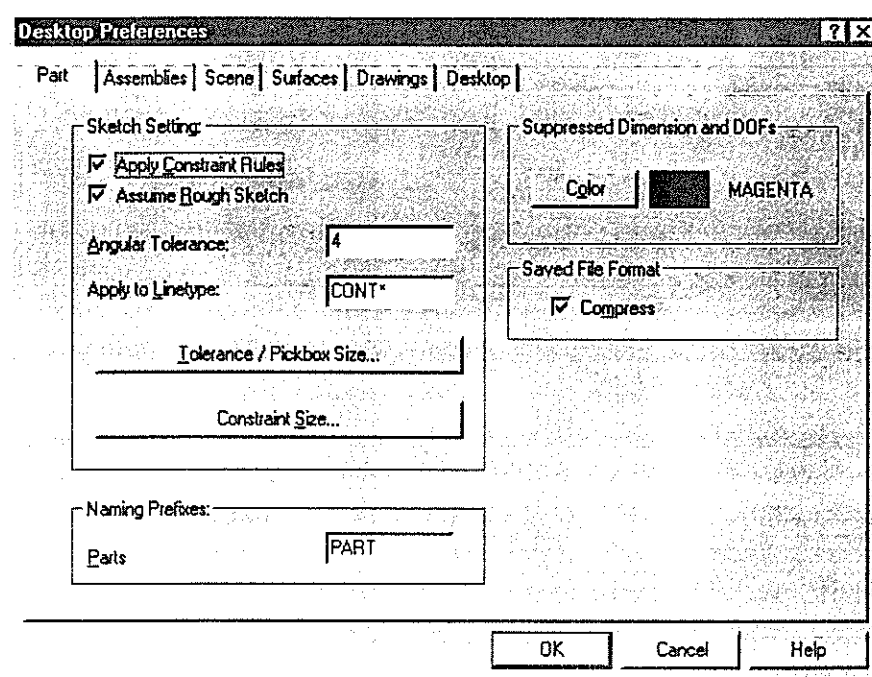 Desktop Preferences
Part Assemblies Scene Surfaces Drawings Desktop
Sketch Setting:
Apply Constraint Rules
Assume Rough Sketch
Angular Tolerance: 4
Apply to Linetype: CONT*
Tolerance / Pickbox Size...
Constraint Size...
Naming Prefixes:
Parts PART
Suppressed Dimension and DOFs
Color MAGENTA
Saved File Format
Compress
OK Cancel Help